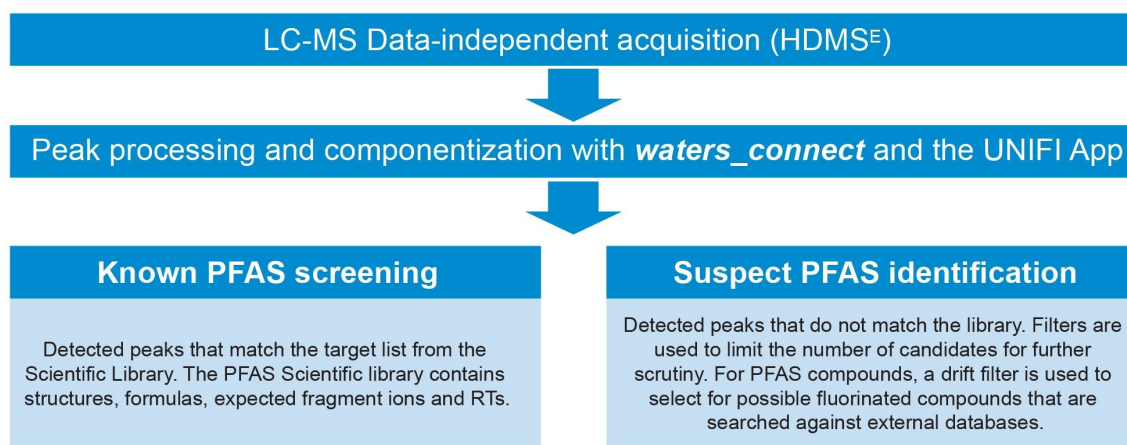 LC-MS Data-independent acquisition (HDMSᴱ)
Peak processing and componentization with waters_connect and the UNIFI App
Known PFAS screening
Detected peaks that match the target list from the
Scientific Library. The PFAS Scientific library contains
structures, formulas, expected fragment ions and RTs.
Suspect PFAS identification
Detected peaks that do not match the library. Filters are
used to limit the number of candidates for further
scrutiny. For PFAS compounds, a drift filter is used to
select for possible fluorinated compounds that are
searched against external databases.